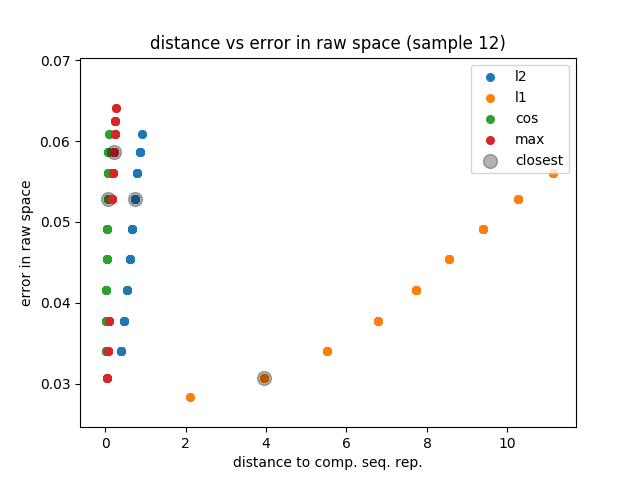 distance vs error in raw space (sample 12)
0.07
0.06
0.05
0.04
0.03
error in raw space
l2
l1
cos
max
closest
0
2
4
6
8
10
distance to comp. seq. rep.